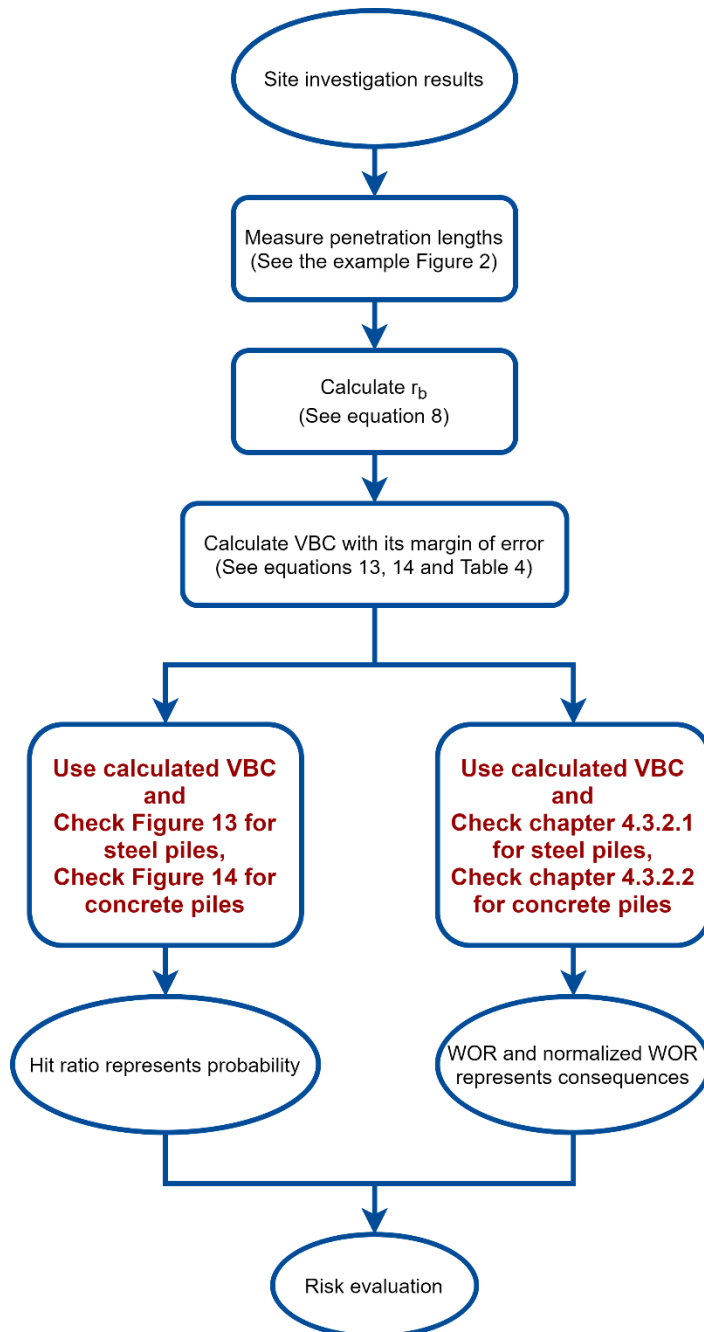 Site investigation results
Measure penetration lengths
(See the example Figure 2)
Calculate r_b
(See equation 8)
Calculate VBC with its margin of error
(See equations 13, 14 and Table 4)
Use calculated VBC
and
Check Figure 13 for
steel piles,
Check Figure 14 for
concrete piles
Use calculated VBC
and
Check chapter 4.3.2.1
for steel piles,
Check chapter 4.3.2.2
for concrete piles
Hit ratio represents probability
WOR and normalized WOR
represents consequences
Risk evaluation